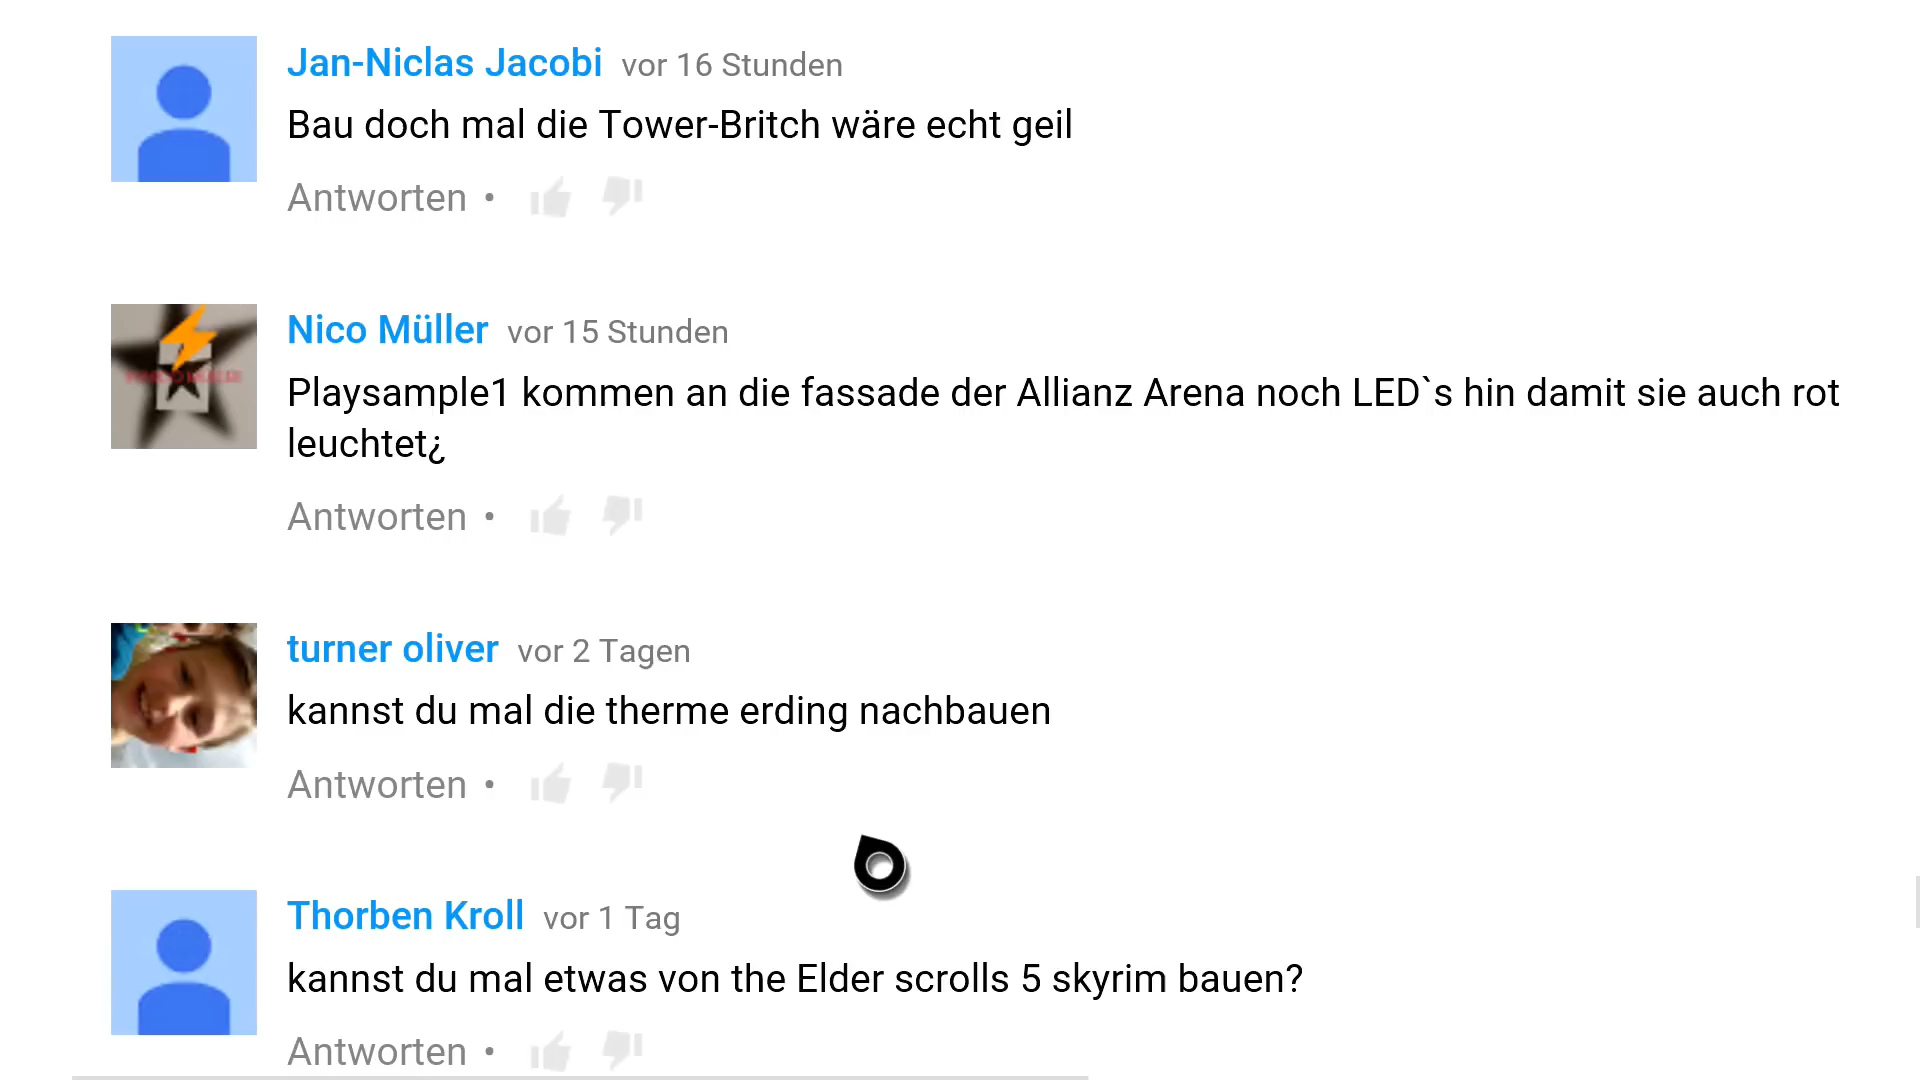 Jan-Niclas Jacobi vor 16 Stunden
Bau doch mal die Tower-Britch wäre echt geil
Antworten •
Nico Müller vor 15 Stunden
Playsample1 kommen an die fassade der Allianz Arena noch LED`s hin damit sie auch rot
leuchtet¿
Antworten •
turner oliver vor 2 Tagen
kannst du mal die therme erding nachbauen
Antworten •
Thorben Kroll vor 1 Tag
kannst du mal etwas von the Elder scrolls 5 skyrim bauen?
Antworten •